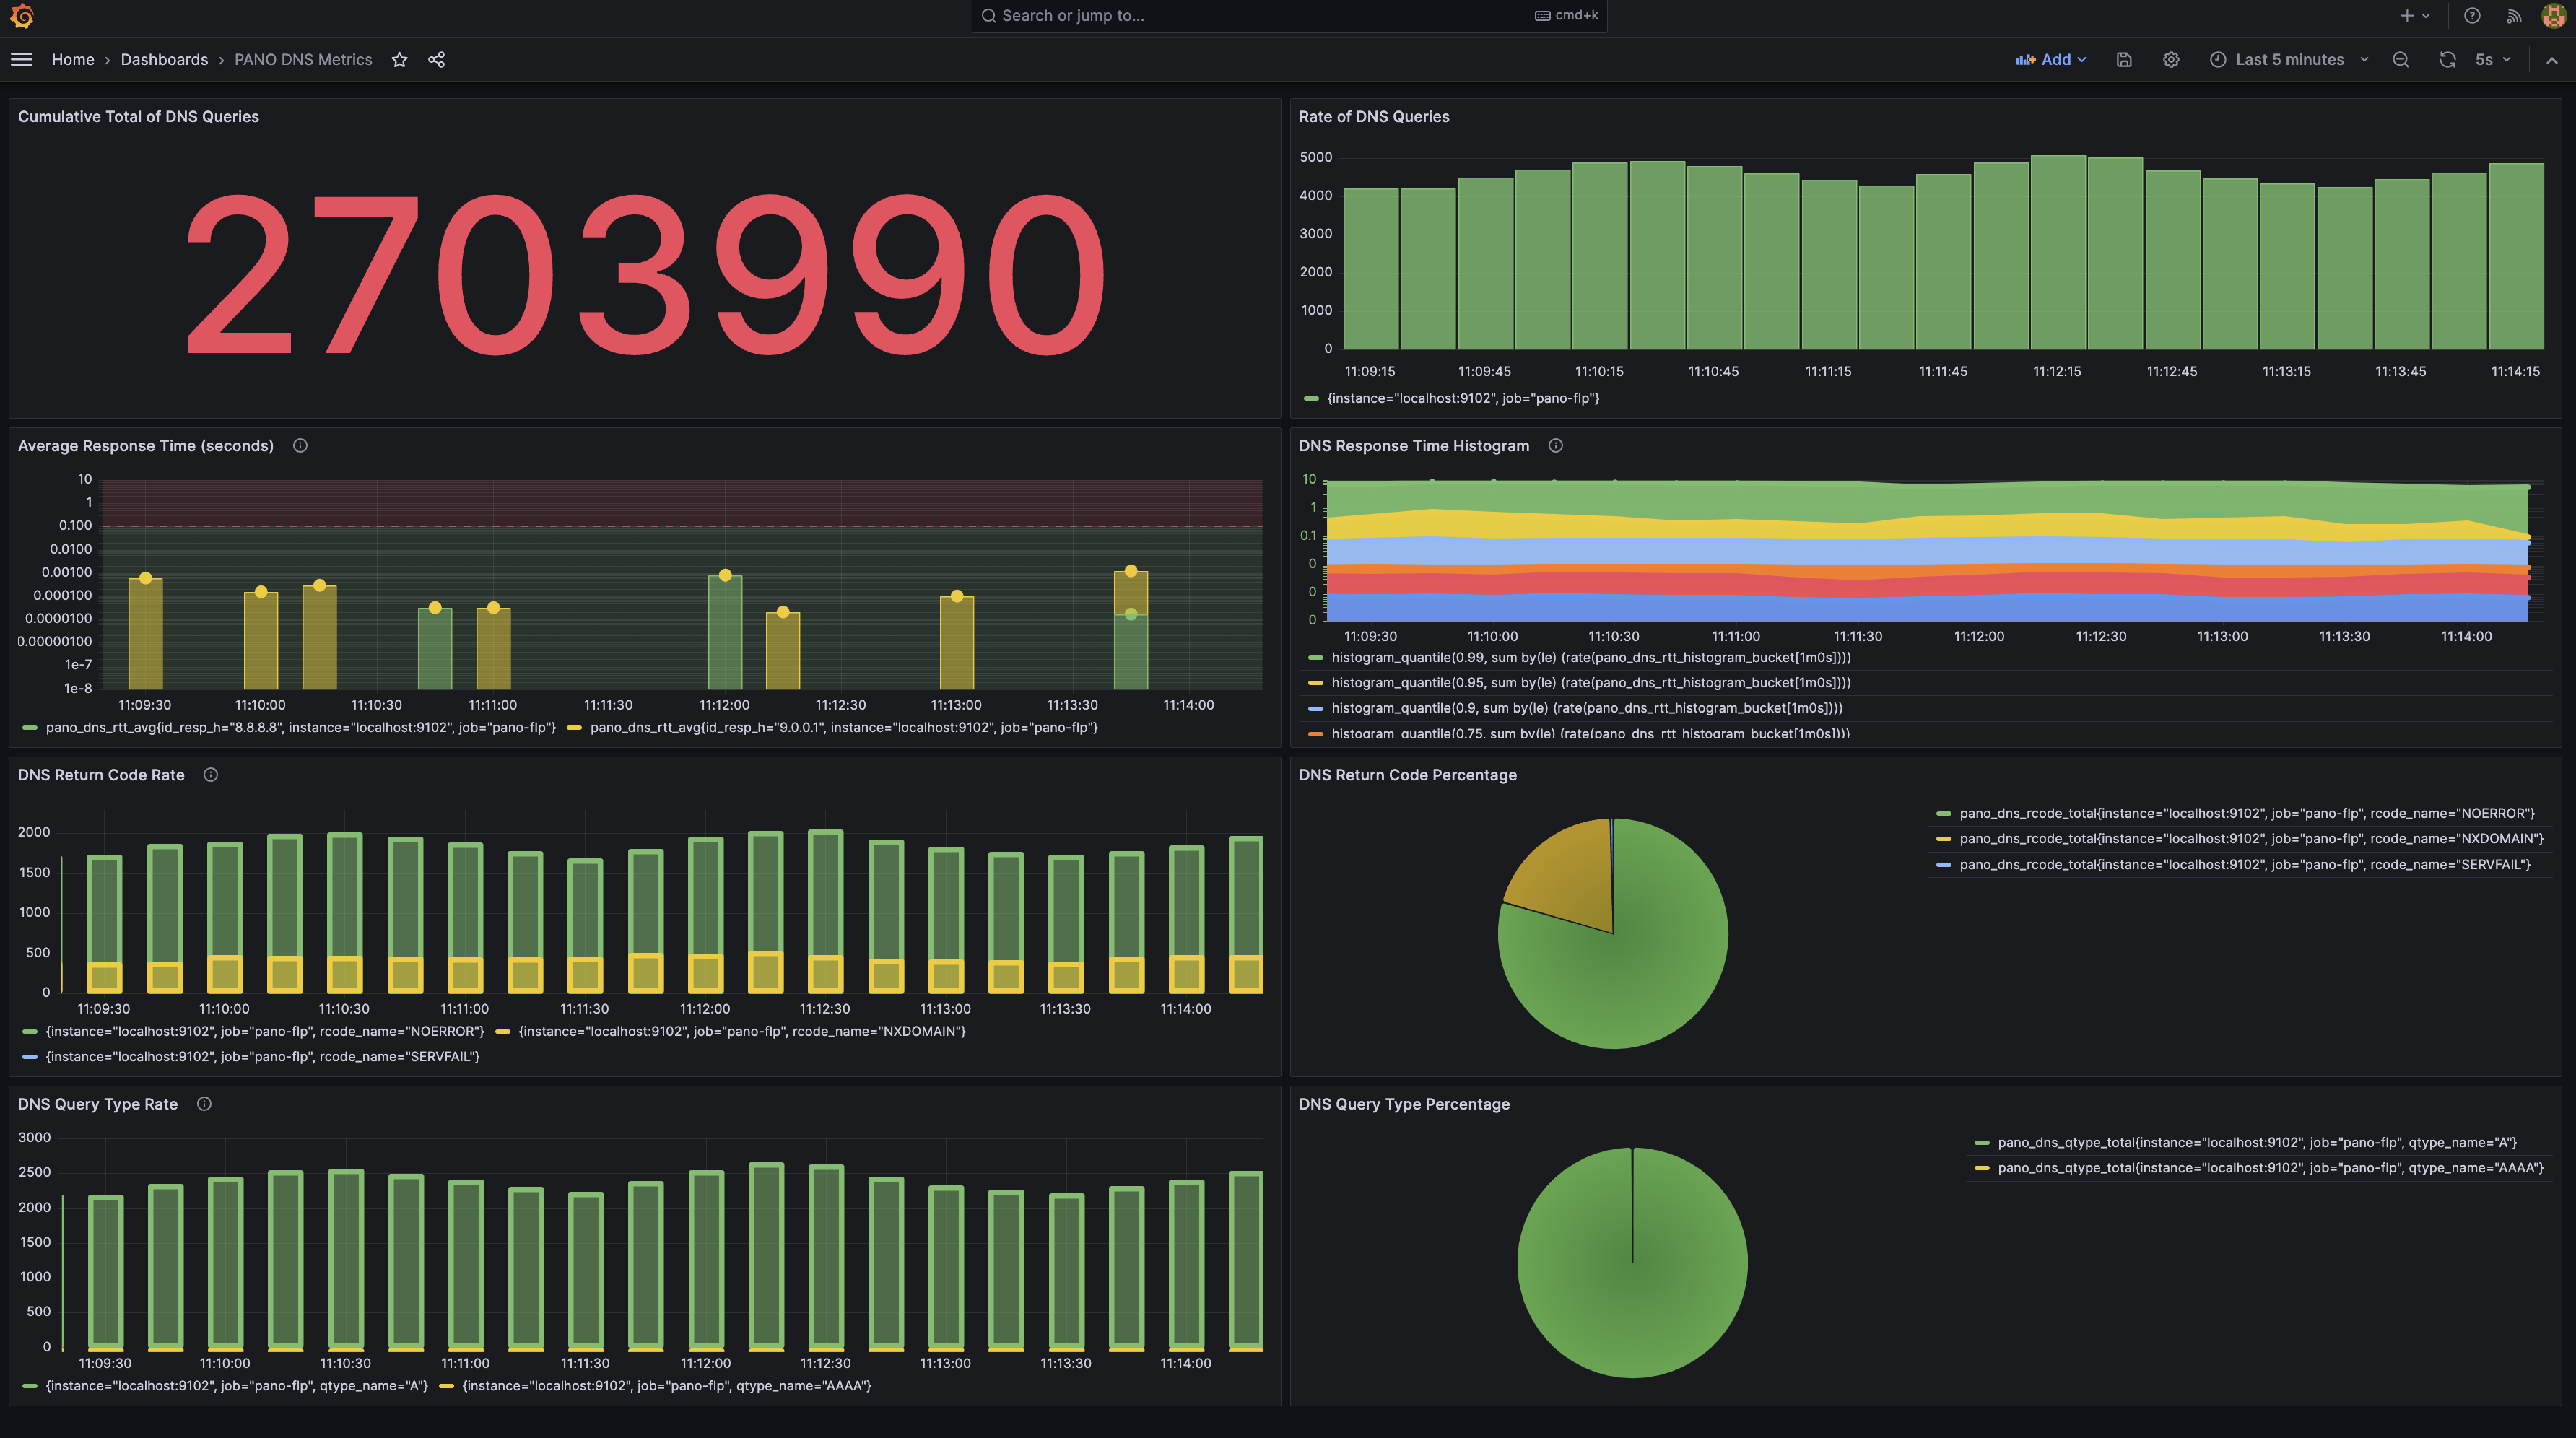 Search or jump to... cmd+k
Home › Dashboards › PANO DNS Metrics Add Last 5 minutes 5s
Cumulative Total of DNS Queries
2703990
Rate of DNS Queries
5000
4000
3000
2000
1000
0
11:09:15 11:09:45 11:10:15 11:10:45 11:11:15 11:11:45 11:12:15 11:12:45 11:13:15 11:13:45 11:14:15
{instance="localhost:9102", job="pano-flp"}
Average Response Time (seconds)
10
1
0.100
0.0100
0.00100
0.000100
0.0000100
0.00000100
1e-7
1e-8
11:09:30 11:10:00 11:10:30 11:11:00 11:11:30 11:12:00 11:12:30 11:13:00 11:13:30 11:14:00
pano_dns_rtt_avg{id_resp_h="8.8.8.8", instance="localhost:9102", job="pano-flp"} pano_dns_rtt_avg{id_resp_h="9.0.0.1", instance="localhost:9102", job="pano-flp"}
DNS Response Time Histogram
10
1
0.1
0
0
0
11:09:30 11:10:00 11:10:30 11:11:00 11:11:30 11:12:00 11:12:30 11:13:00 11:13:30 11:14:00
histogram_quantile(0.99, sum by(le) (rate(pano_dns_rtt_histogram_bucket[1m0s])))
histogram_quantile(0.95, sum by(le) (rate(pano_dns_rtt_histogram_bucket[1m0s])))
histogram_quantile(0.9, sum by(le) (rate(pano_dns_rtt_histogram_bucket[1m0s])))
histogram_quantile(0.75, sum by(le) (rate(pano_dns_rtt_histogram_bucket[1m0s])))
DNS Return Code Rate
2000
1500
1000
500
0
11:09:30 11:10:00 11:10:30 11:11:00 11:11:30 11:12:00 11:12:30 11:13:00 11:13:30 11:14:00
{instance="localhost:9102", job="pano-flp", rcode_name="NOERROR"} {instance="localhost:9102", job="pano-flp", rcode_name="NXDOMAIN"}
{instance="localhost:9102", job="pano-flp", rcode_name="SERVFAIL"}
DNS Return Code Percentage
pano_dns_rcode_total{instance="localhost:9102", job="pano-flp", rcode_name="NOERROR"}
pano_dns_rcode_total{instance="localhost:9102", job="pano-flp", rcode_name="NXDOMAIN"}
pano_dns_rcode_total{instance="localhost:9102", job="pano-flp", rcode_name="SERVFAIL"}
DNS Query Type Rate
3000
2500
2000
1500
1000
500
0
11:09:30 11:10:00 11:10:30 11:11:00 11:11:30 11:12:00 11:12:30 11:13:00 11:13:30 11:14:00
{instance="localhost:9102", job="pano-flp", qtype_name="A"} {instance="localhost:9102", job="pano-flp", qtype_name="AAAA"}
DNS Query Type Percentage
pano_dns_qtype_total{instance="localhost:9102", job="pano-flp", qtype_name="A"}
pano_dns_qtype_total{instance="localhost:9102", job="pano-flp", qtype_name="AAAA"}